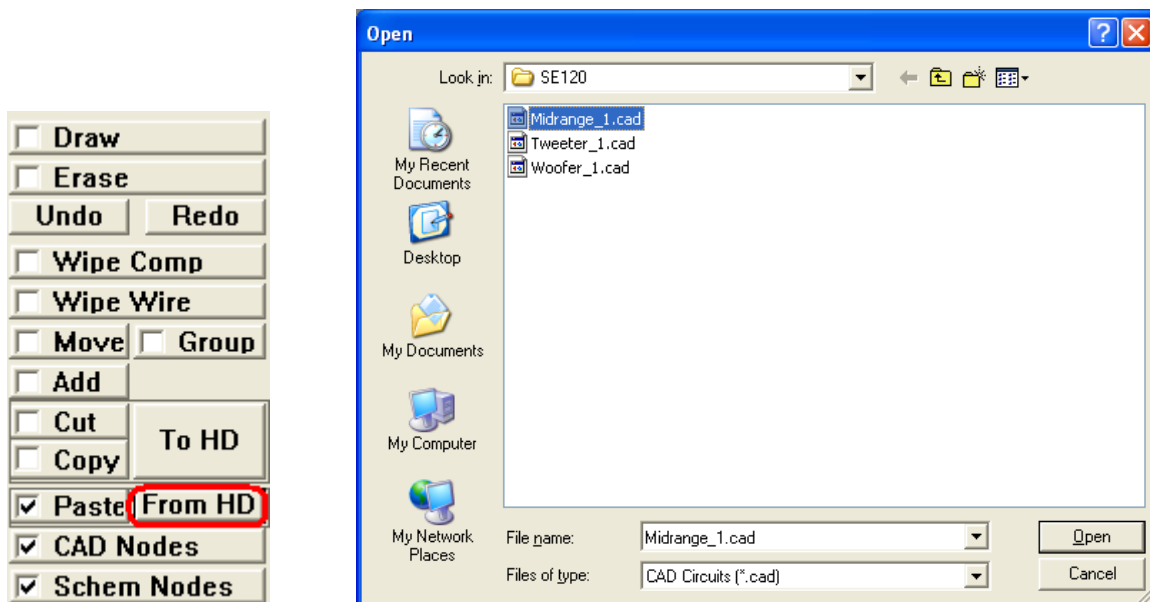 Draw
Erase
Undo Redo
Wipe Comp
Wipe Wire
Move Group
Add
Cut
To HD
Copy
Paste From HD
CAD Nodes
Schem Nodes
Open
Look in: SE120
Midrange_1.cad
Tweeter_1.cad
Woofer_1.cad
My Recent
Documents
Desktop
My Documents
My Computer
My Network
Places
File name: Midrange_1.cad Open
Files of type: CAD Circuits (*.cad) Cancel